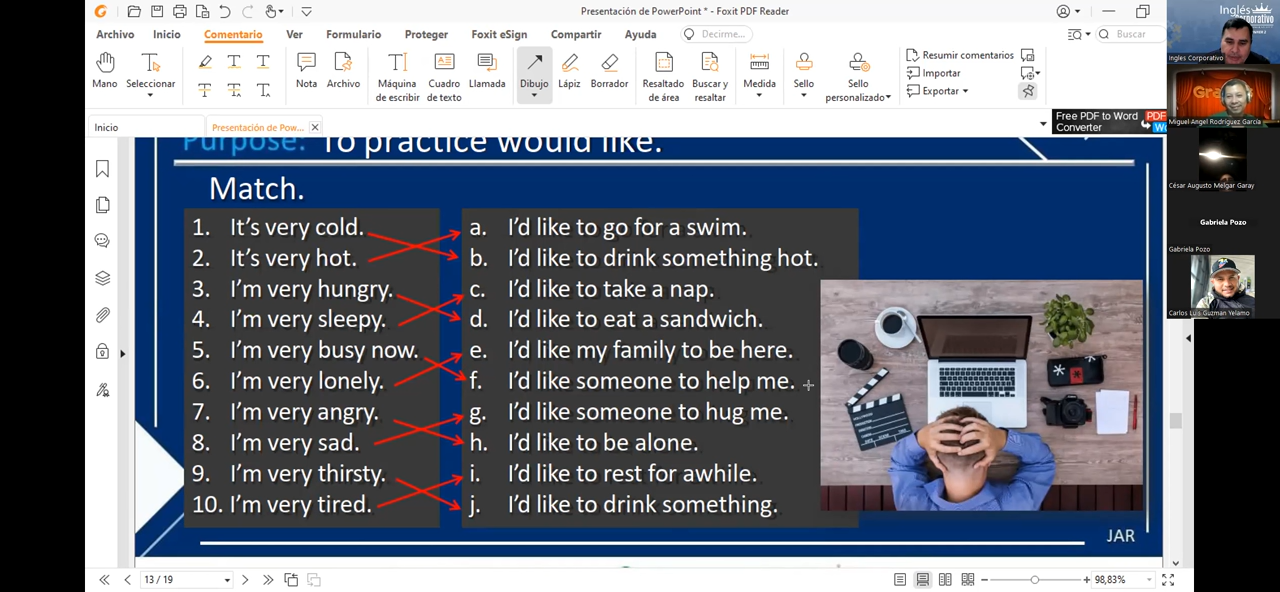 Presentación de PowerPoint * - Foxit PDF Reader
Archivo Inicio Comentario Ver Formulario Proteger Foxit eSign Compartir Ayuda Decirme... Buscar
Mano
Seleccionar
Nota
Archivo
Máquina de escribir
Cuadro de texto
Llamada
Dibujo
Lápiz
Borrador
Resaltado de área
Buscar y resaltar
Medida
Sello
Sello personalizado
Resumir comentarios
Importar
Exportar
Inicio
Presentación de Pow...
Free PDF to Word Converter
PDF
Purpose: To practice would like.
Match.
1. It's very cold.
2. It's very hot.
3. I'm very hungry.
4. I'm very sleepy.
5. I'm very busy now.
6. I'm very lonely.
7. I'm very angry.
8. I'm very sad.
9. I'm very thirsty.
10. I'm very tired.
a. I'd like to go for a swim.
b. I'd like to drink something hot.
c. I'd like to take a nap.
d. I'd like to eat a sandwich.
e. I'd like my family to be here.
f. I'd like someone to help me.
g. I'd like someone to hug me.
h. I'd like to be alone.
i. I'd like to rest for awhile.
j. I'd like to drink something.
JAR
13 / 19
98,83%
Inglés
Corporativo
Ingles Corporativo
Miguel Angel Rodriguez Garcia
César Augusto Melgar Garay
Gabriela Pozo
Gabriela Pozo
Carlos Luis Guzman Yelamo